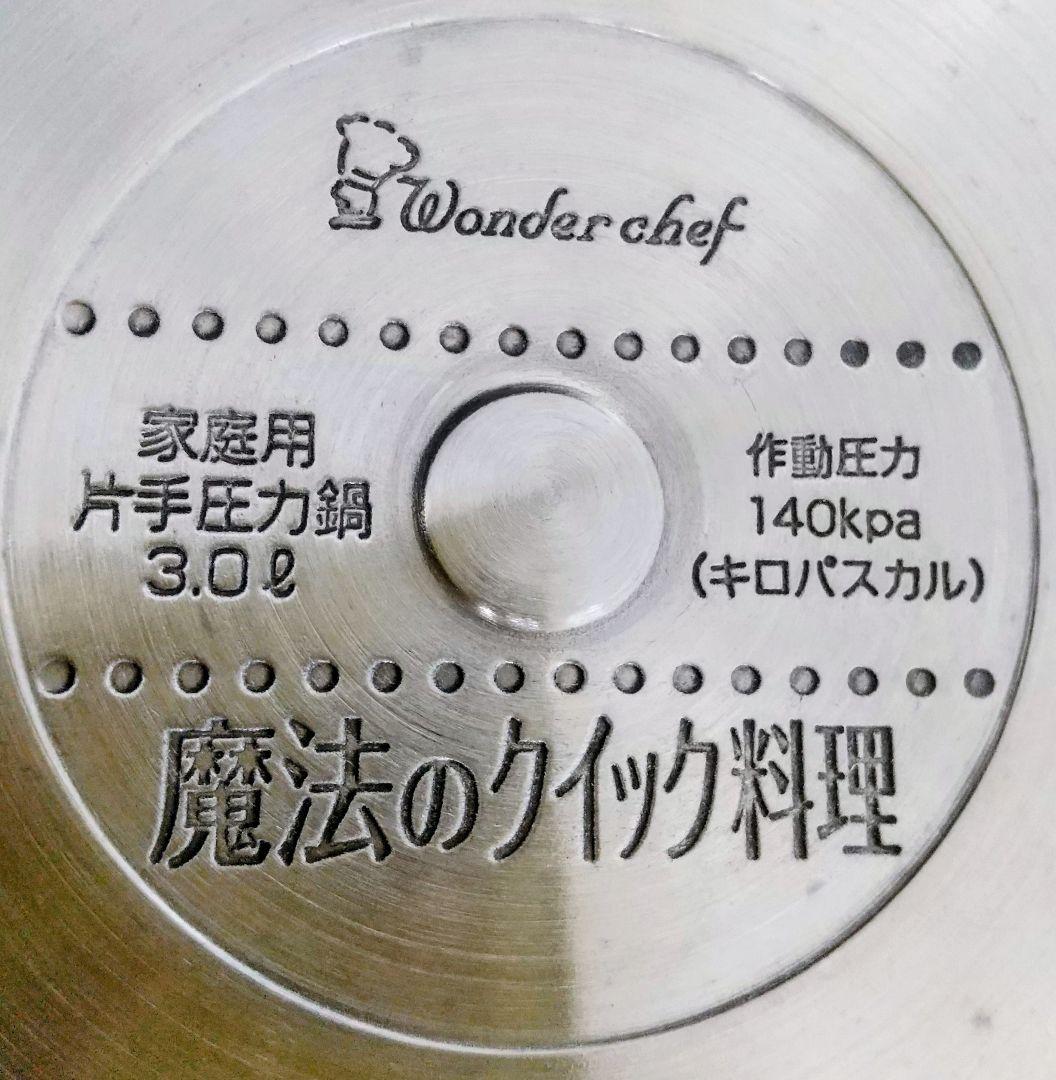 Wonder chef
家庭用
片手圧力鍋
3.0ℓ
作動圧力
140kpa
(キロパスカル)
魔法のクイック料理